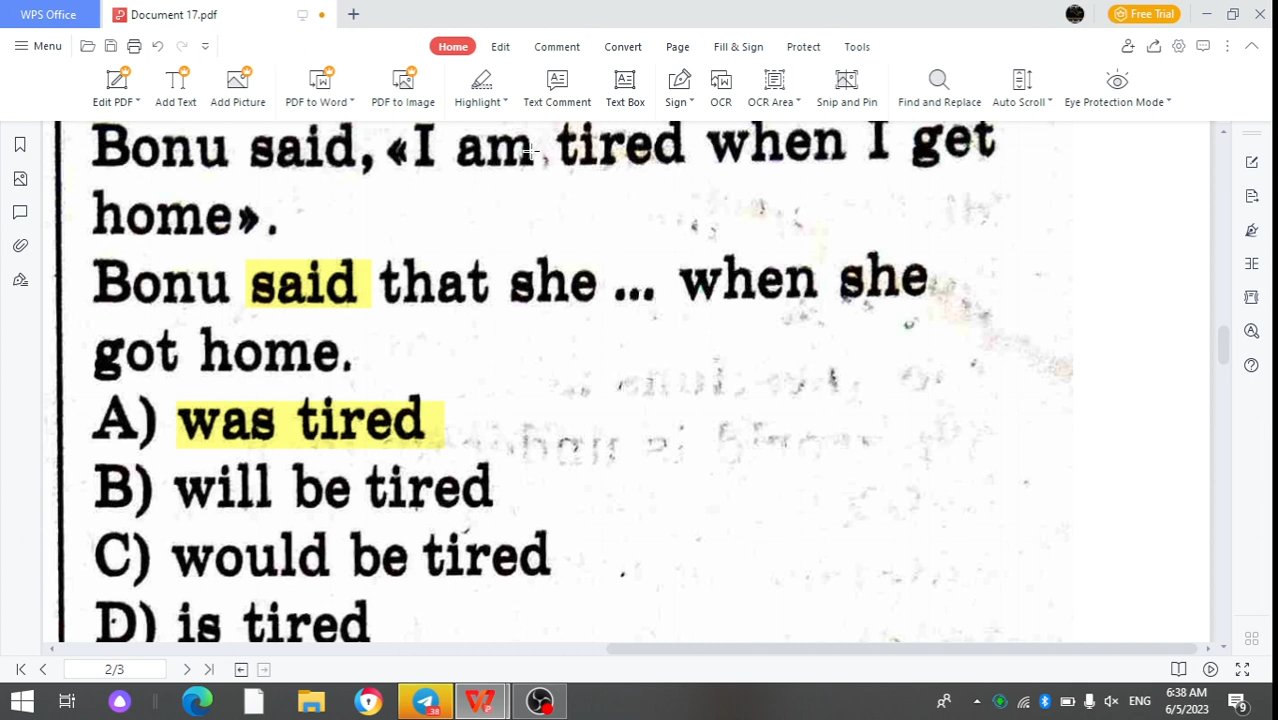 WPS Office
Document 17.pdf
Free Trial
Menu
Home Edit Comment Convert Page Fill & Sign Protect Tools
Edit PDF Add Text Add Picture PDF to Word PDF to Image Highlight Text Comment Text Box Sign OCR OCR Area Snip and Pin Find and Replace Auto Scroll Eye Protection Mode
Bonu said, «I am tired when I get
home».
Bonu said that she ... when she
got home.
A) was tired
B) will be tired
C) would be tired
D) is tired
2/3
38
ENG
6:38 AM
6/5/2023
9